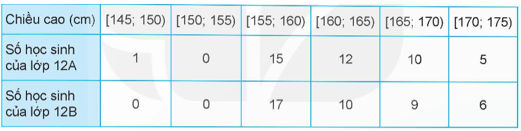 Chiều cao (cm) [145; 150) [150; 155) [155; 160) [160; 165) [165; 170) [170; 175)
Số học sinh
của lớp 12A 1 0 15 12 10 5
Số học sinh
của lớp 12B 0 0 17 10 9 6